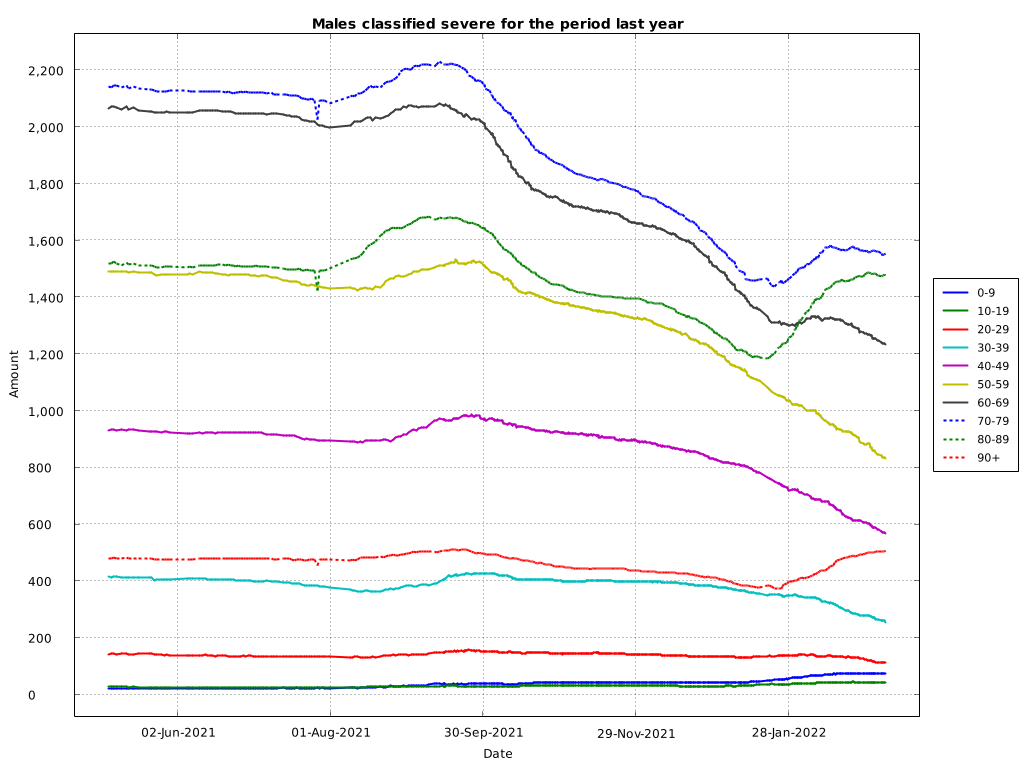 Males classified severe for the period last year
Amount
2,200
2,000
1,800
1,600
1,400
1,200
1,000
800
600
400
200
0
02-Jun-2021
01-Aug-2021
30-Sep-2021
29-Nov-2021
28-Jan-2022
Date
0-9
10-19
20-29
30-39
40-49
50-59
60-69
70-79
80-89
90+